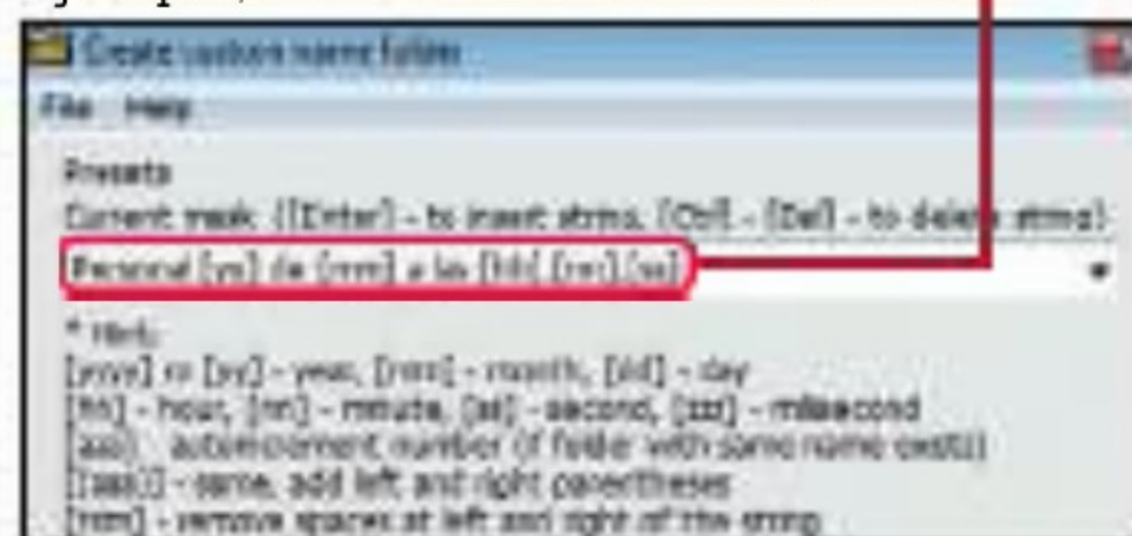 Create custom name folder
File Help
Presets
Current mask ([Enter] - to insert string, [Ctrl] - [Del] - to delete string)
Personal [yy] de [mm] a las [hh].[nn].[ss]
* Hint:
[yyyy] or [yy] - year, [mm] - month, [dd] - day
[hh] - hour, [nn] - minute, [ss] - second, [zzz] - millisecond
autoincrement number (if folder with same name exists)
- same, add left and right parentheses
- remove spaces at left and right of the string